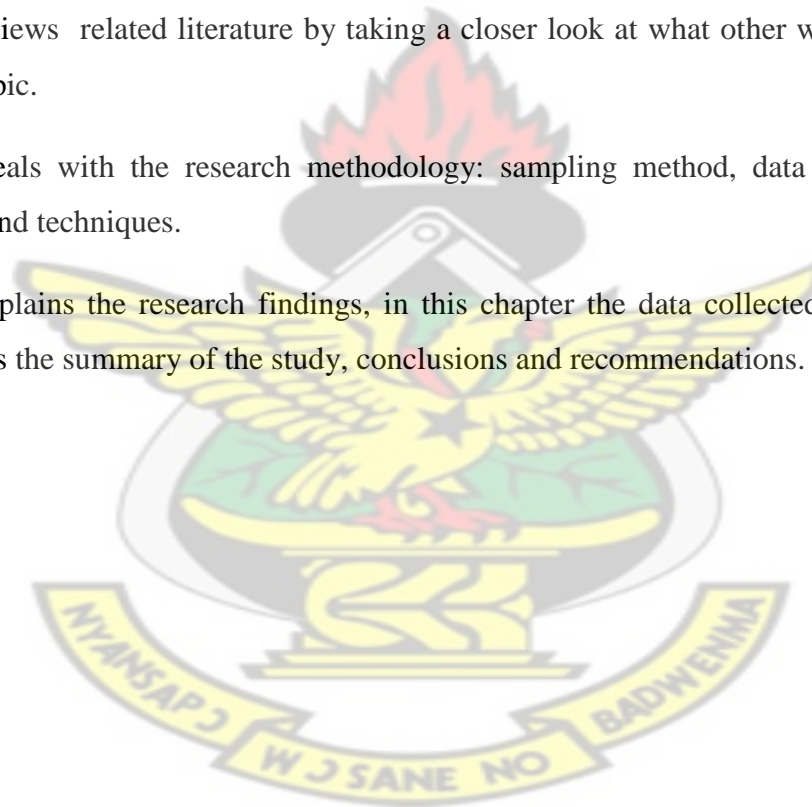 iews related literature by taking a closer look at what other w
pic.
eals with the research methodology: sampling method, data
nd techniques.
plains the research findings, in this chapter the data collected
s the summary of the study, conclusions and recommendations.
NYANSAPƆ
WƆSANE NO
BADWENMA